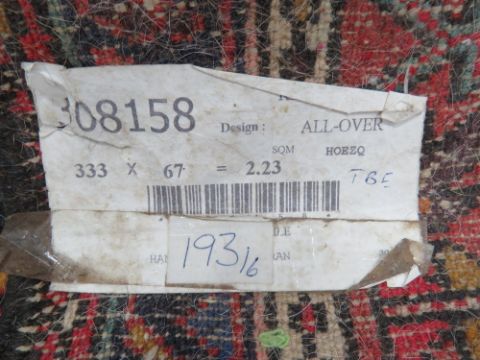 308158 Design : ALL-OVER
SQM HOEZQ
333 X 67 = 2.23 TBE
193/6